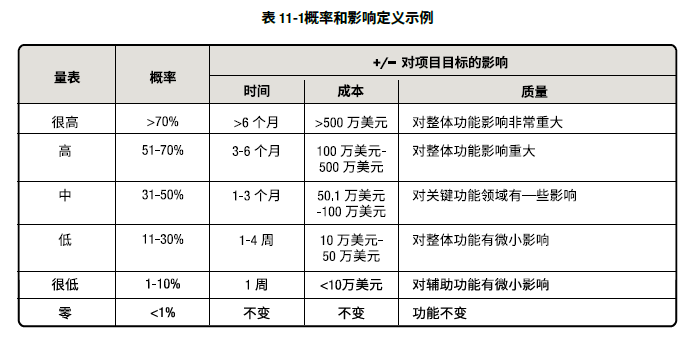 表 11-1概率和影响定义示例
量表 概率 +/− 对项目目标的影响
时间 成本 质量
很高 >70% >6 个月 >500 万美元 对整体功能影响非常重大
高 51-70% 3-6 个月 100 万美元- 对整体功能影响重大
500 万美元
中 31-50% 1-3 个月 50,1 万美元 对关键功能领域有一些影响
-100 万美元
低 11-30% 1-4 周 10 万美元- 对整体功能有微小影响
50 万美元
很低 1-10% 1 周 <10万美元 对辅助功能有微小影响
零 <1% 不变 不变 功能不变